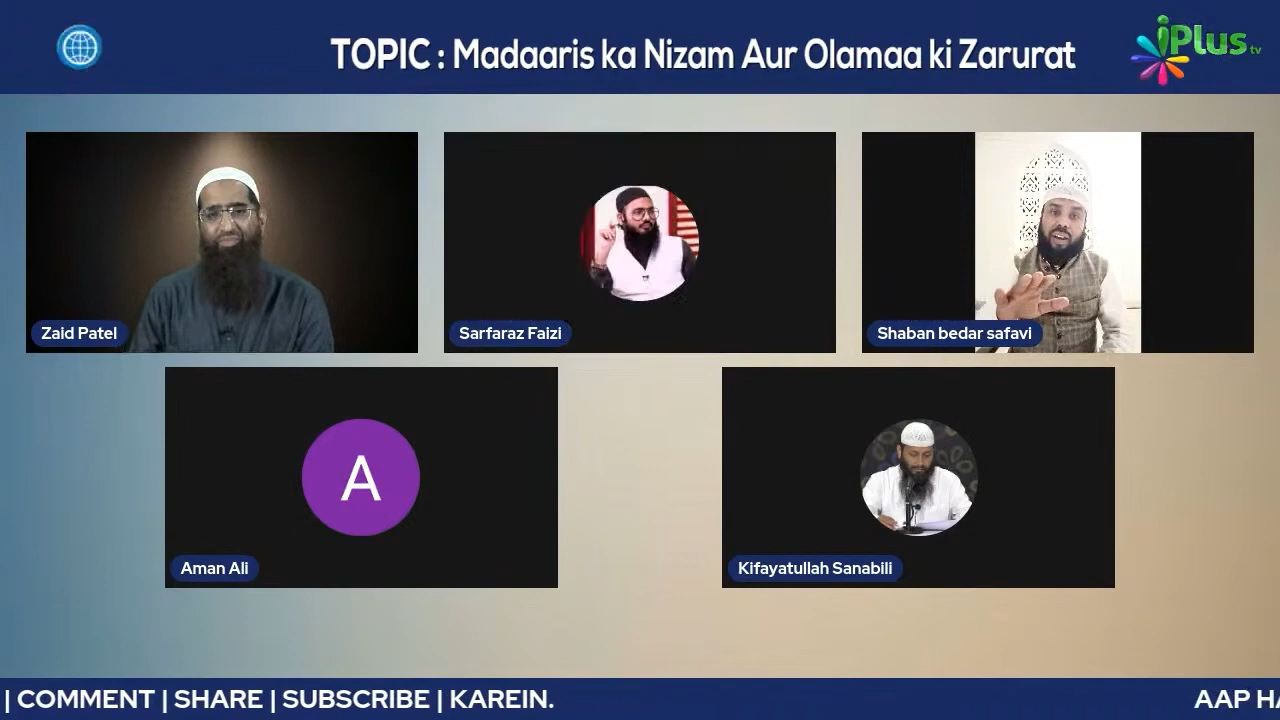 TOPIC : Madaaris ka Nizam Aur Olamaa ki Zarurat
iPlus tv
Zaid Patel
Sarfaraz Faizi
Shaban bedar safavi
A
Aman Ali
Kifayatullah Sanabili
| COMMENT | SHARE | SUBSCRIBE | KAREIN.
AAP